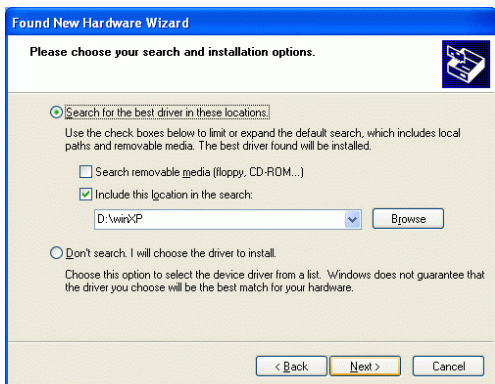 Found New Hardware Wizard
Please choose your search and installation options.
Search for the best driver in these locations.
Use the check boxes below to limit or expand the default search, which includes local
paths and removable media. The best driver found will be installed.
Search removable media (floppy, CD-ROM...)
Include this location in the search:
D:\winXP
Browse
Don't search. I will choose the driver to install.
Choose this option to select the device driver from a list. Windows does not guarantee that
the driver you choose will be the best match for your hardware.
< Back
Next >
Cancel